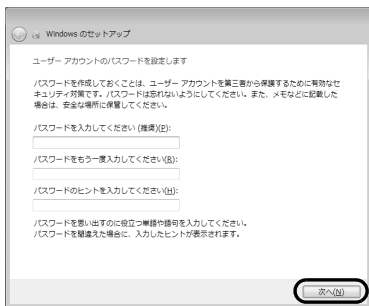 Windows のセットアップ
ユーザー アカウントのパスワードを設定します
パスワードを作成しておくことは、ユーザー アカウントを第三者から保護するために有効なセ
キュリティ対策です。パスワードは忘れないようにしてください。また、メモなどに記載した
場合は、安全な場所に保管してください。
パスワードを入力してください (推奨)(P):
パスワードをもう一度入力してください(R):
パスワードのヒントを入力してください(H):
パスワードを思い出すのに役立つ単語や語句を入力してください。
パスワードを間違えた場合に、入力したヒントが表示されます。
次へ(N)